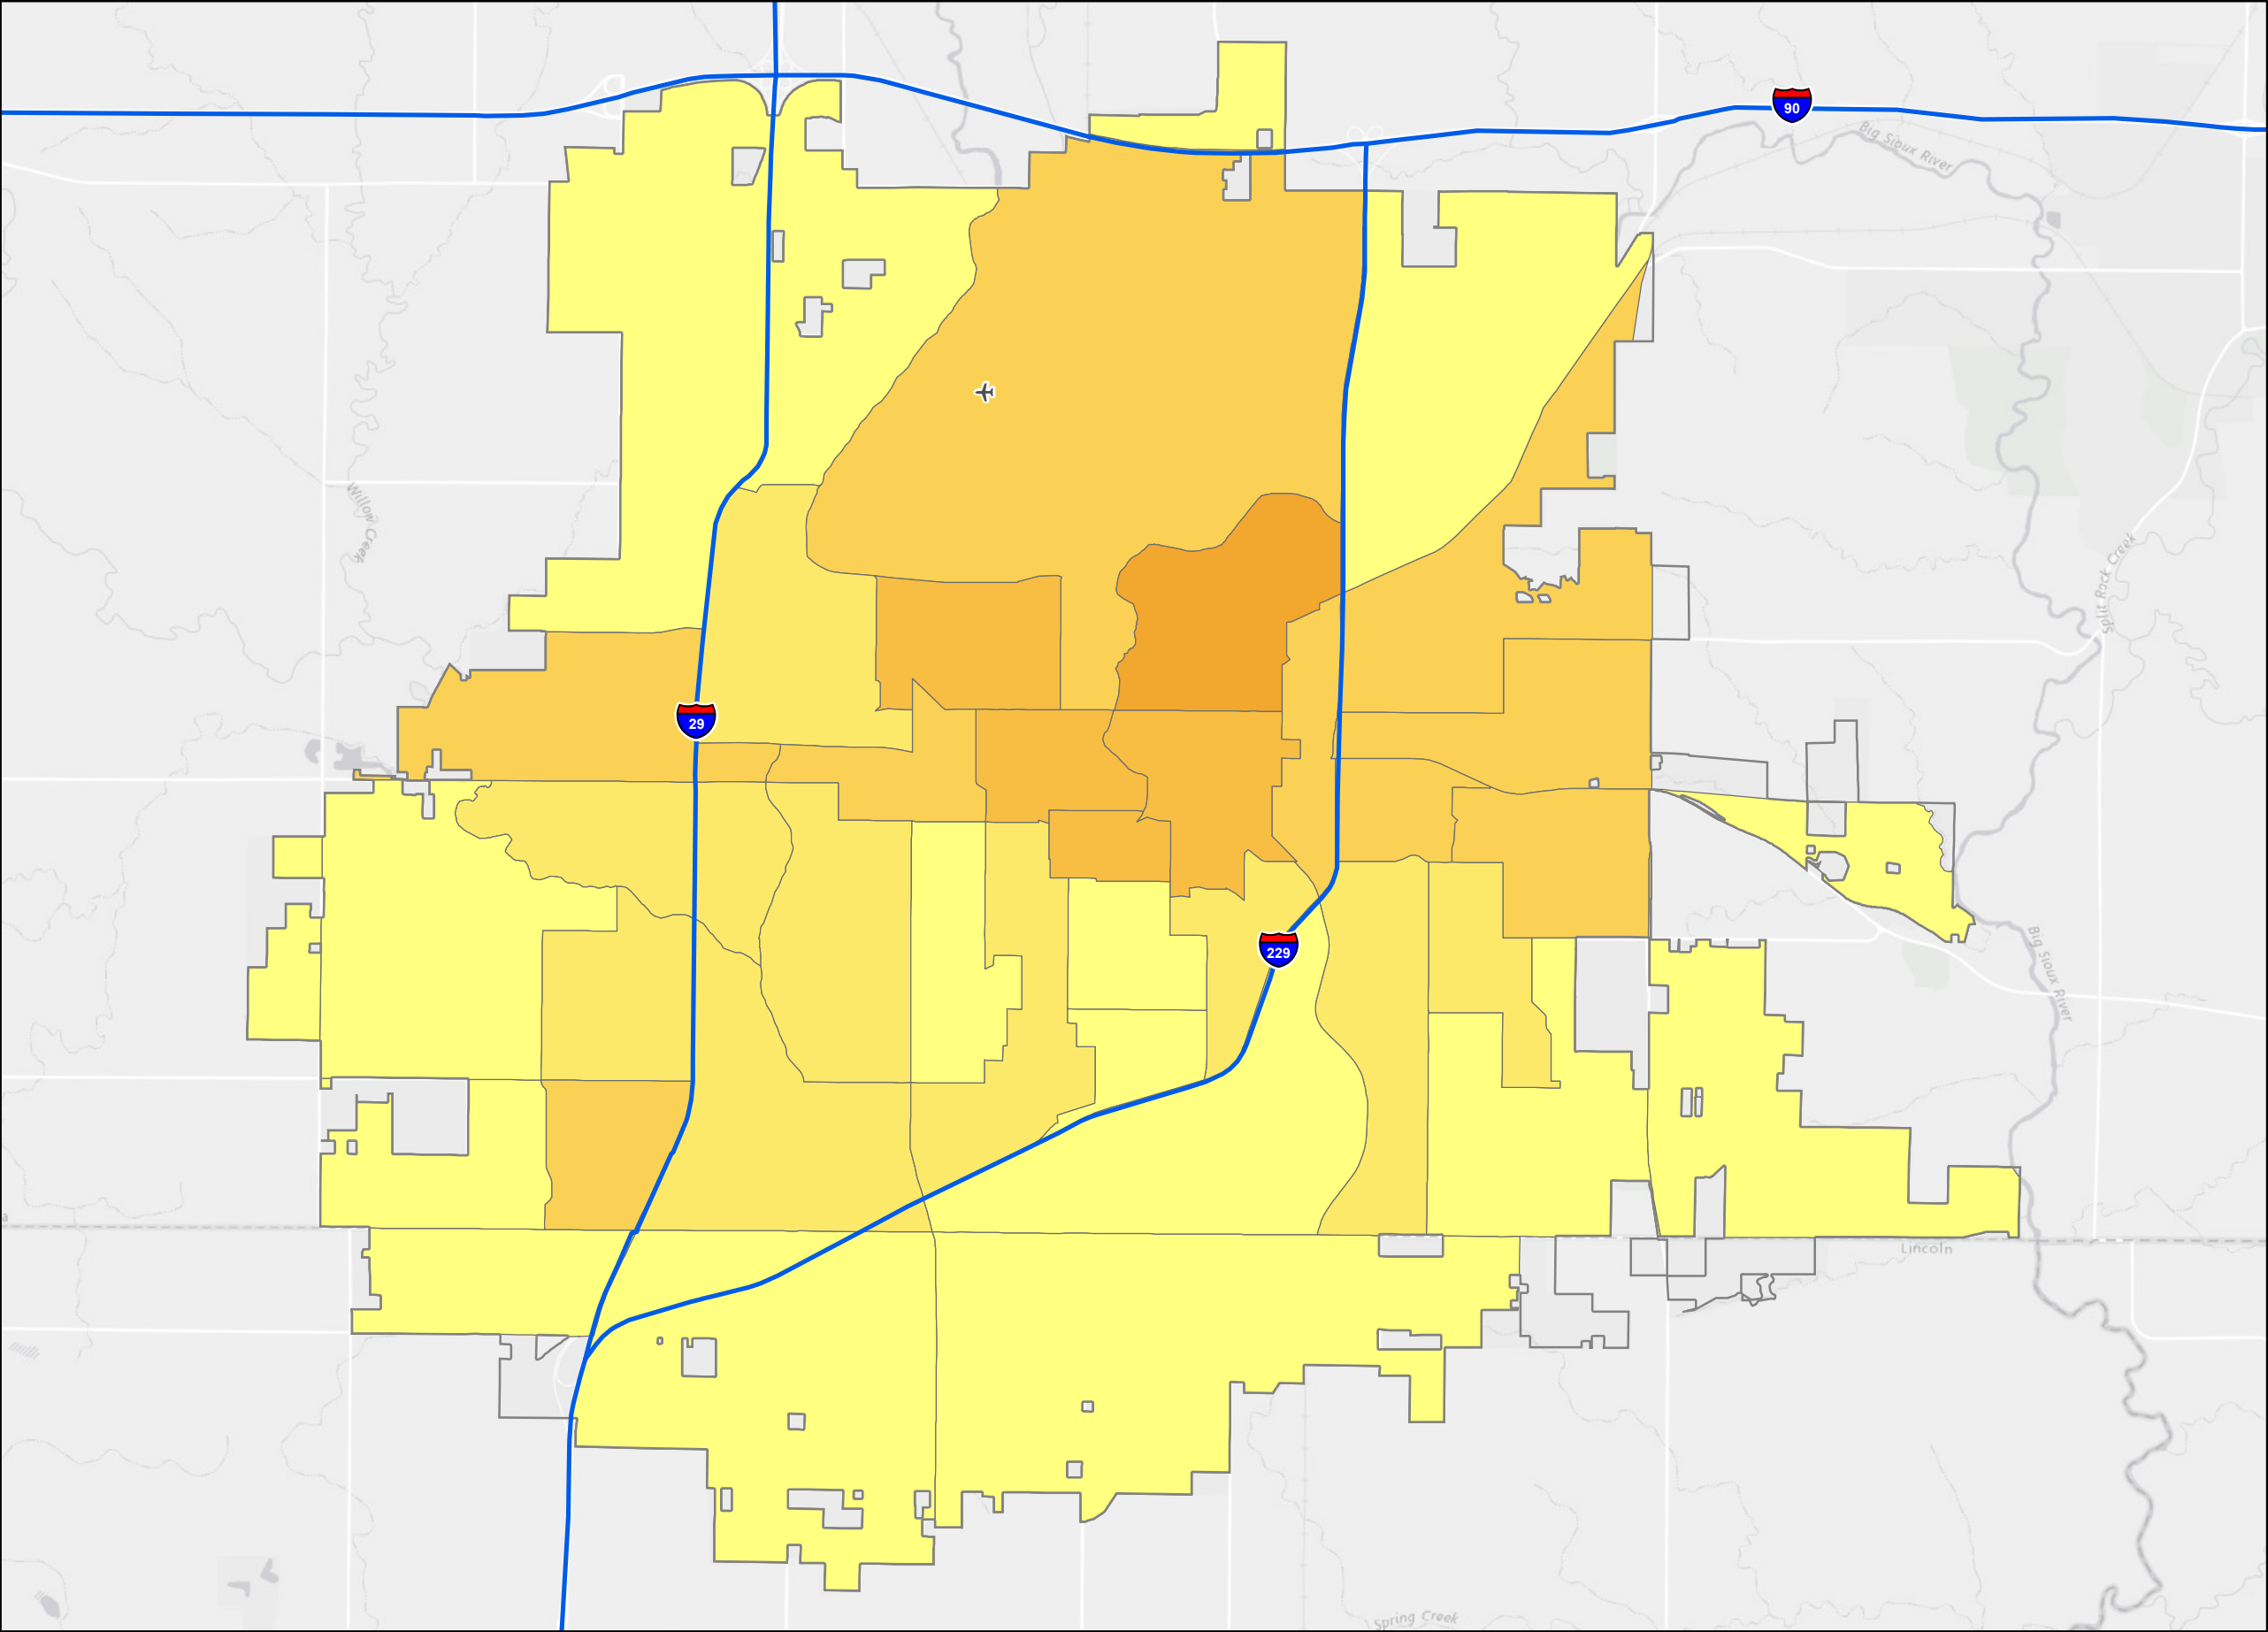 90
Big Sioux River
Willow Creek
Split Rock Creek
29
229
Big Sioux River
a
Lincoln
Spring Creek